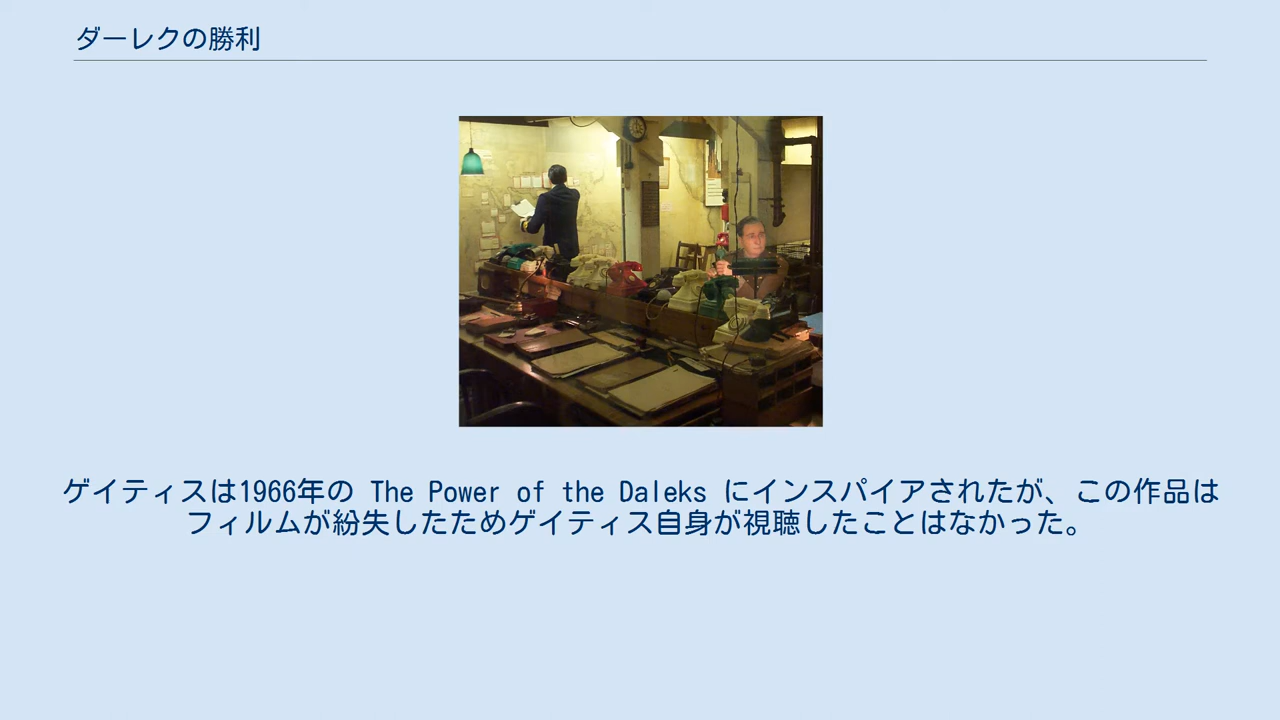 ダーレクの勝利
ゲイティスは1966年の The Power of the Daleks にインスパイアされたが、この作品は
フィルムが紛失したためゲイティス自身が視聴したことはなかった。